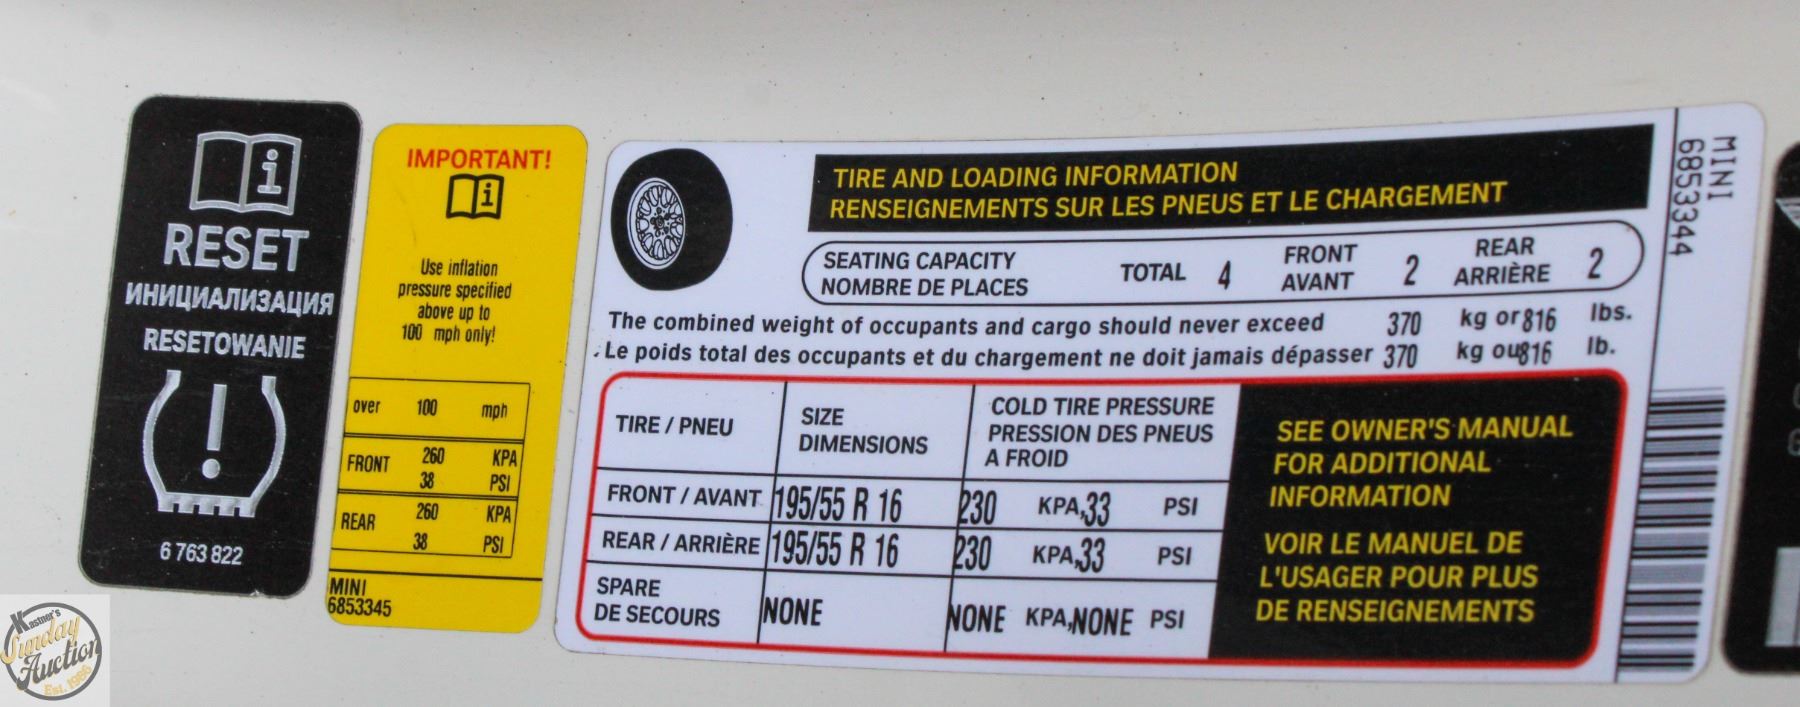 RESET
ИНИЦИАЛИЗАЦИЯ
RESETOWANIE
6 763 822
IMPORTANT!
Use inflation
pressure specified
above up to
100 mph only!
over 100 mph
FRONT 260 KPA
38 PSI
REAR 260 KPA
38 PSI
MINI
6853345
TIRE AND LOADING INFORMATION
RENSEIGNEMENTS SUR LES PNEUS ET LE CHARGEMENT
SEATING CAPACITY
NOMBRE DE PLACES
TOTAL 4
FRONT
AVANT
2
REAR
ARRIÈRE
2
The combined weight of occupants and cargo should never exceed 370 kg or 816 lbs.
Le poids total des occupants et du chargement ne doit jamais dépasser 370 kg ou 816 lb.
TIRE / PNEU
SIZE
DIMENSIONS
COLD TIRE PRESSURE
PRESSION DES PNEUS
A FROID
FRONT / AVANT 195/55 R 16 230 KPA,33 PSI
REAR / ARRIÈRE 195/55 R 16 230 KPA,33 PSI
SPARE
DE SECOURS
NONE NONE KPA,NONE PSI
SEE OWNER'S MANUAL
FOR ADDITIONAL
INFORMATION
VOIR LE MANUEL DE
L'USAGER POUR PLUS
DE RENSEIGNEMENTS
MINI
6853344
Kastner's
Sunday
Auction
Est. 1986